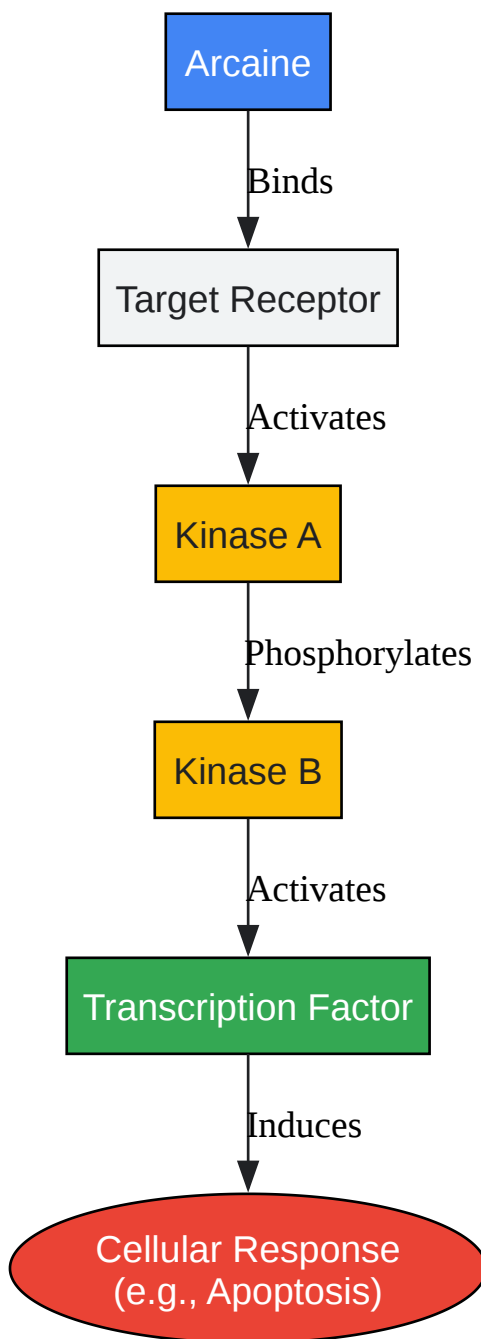 Arcaine
Binds
Target Receptor
Activates
Kinase A
Phosphorylates
Kinase B
Activates
Transcription Factor
Induces
Cellular Response
(e.g., Apoptosis)